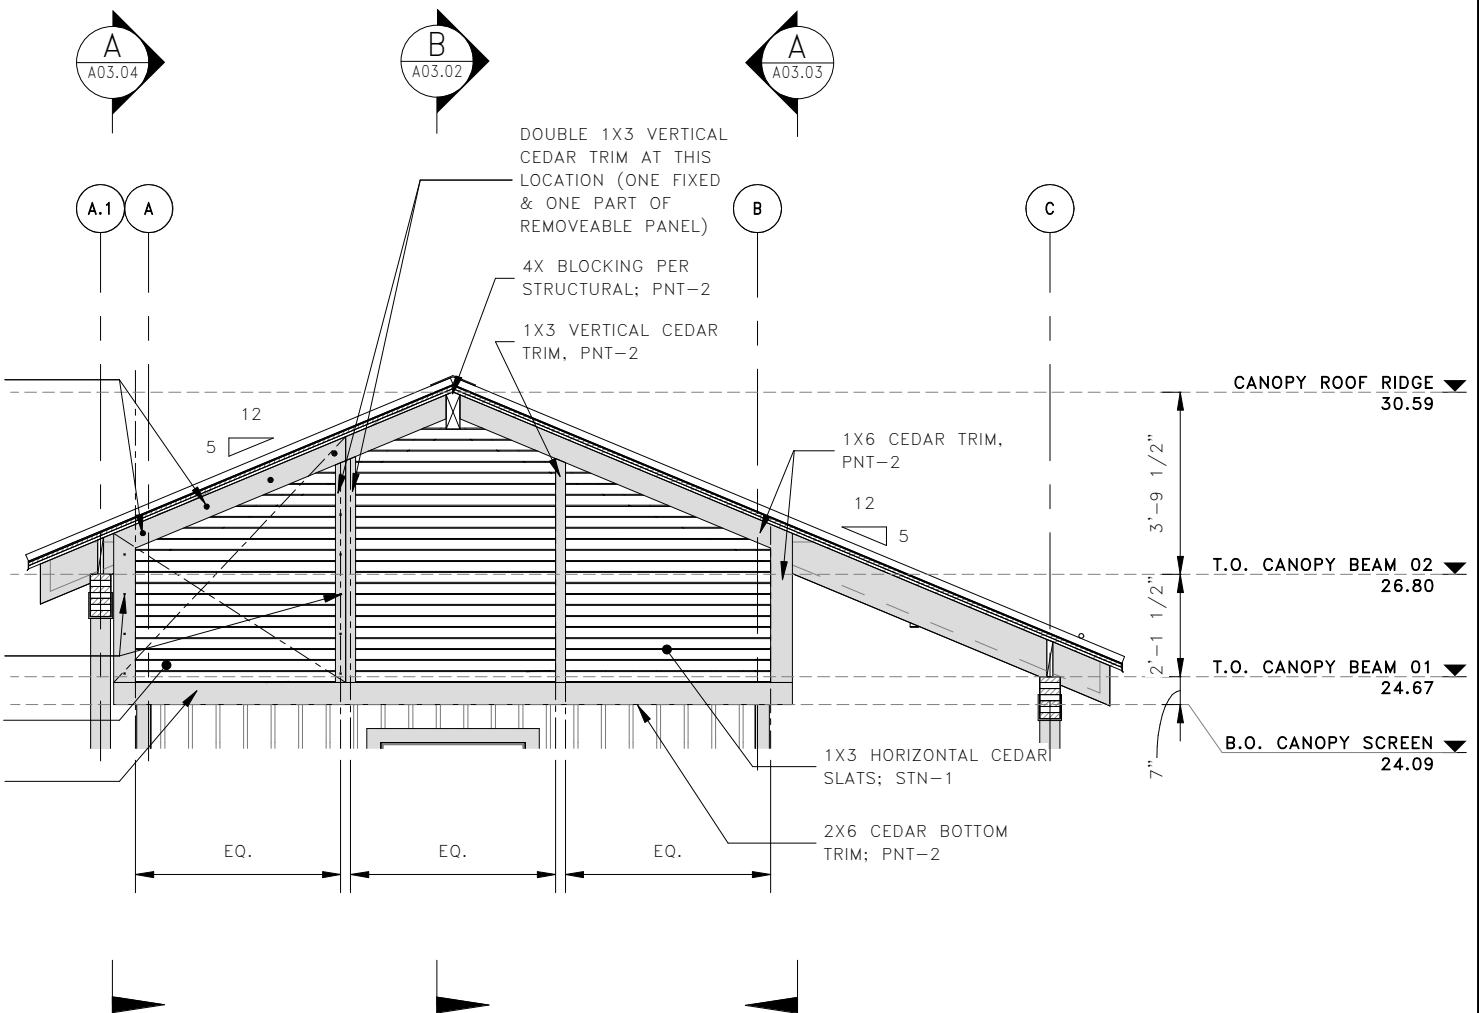 A
A03.04
B
A03.02
A
A03.03
DOUBLE 1X3 VERTICAL
CEDAR TRIM AT THIS
LOCATION (ONE FIXED
& ONE PART OF
REMOVEABLE PANEL)
A.1
A
B
C
4X BLOCKING PER
STRUCTURAL; PNT-2
1X3 VERTICAL CEDAR
TRIM, PNT-2
CANOPY ROOF RIDGE
30.59
12
5
1X6 CEDAR TRIM,
PNT-2
3'-9 1/2"
12
5
T.O. CANOPY BEAM 02
26.80
2'-1 1/2"
T.O. CANOPY BEAM 01
24.67
B.O. CANOPY SCREEN
24.09
7"
1X3 HORIZONTAL CEDAR
SLATS; STN-1
2X6 CEDAR BOTTOM
TRIM; PNT-2
EQ.
EQ.
EQ.